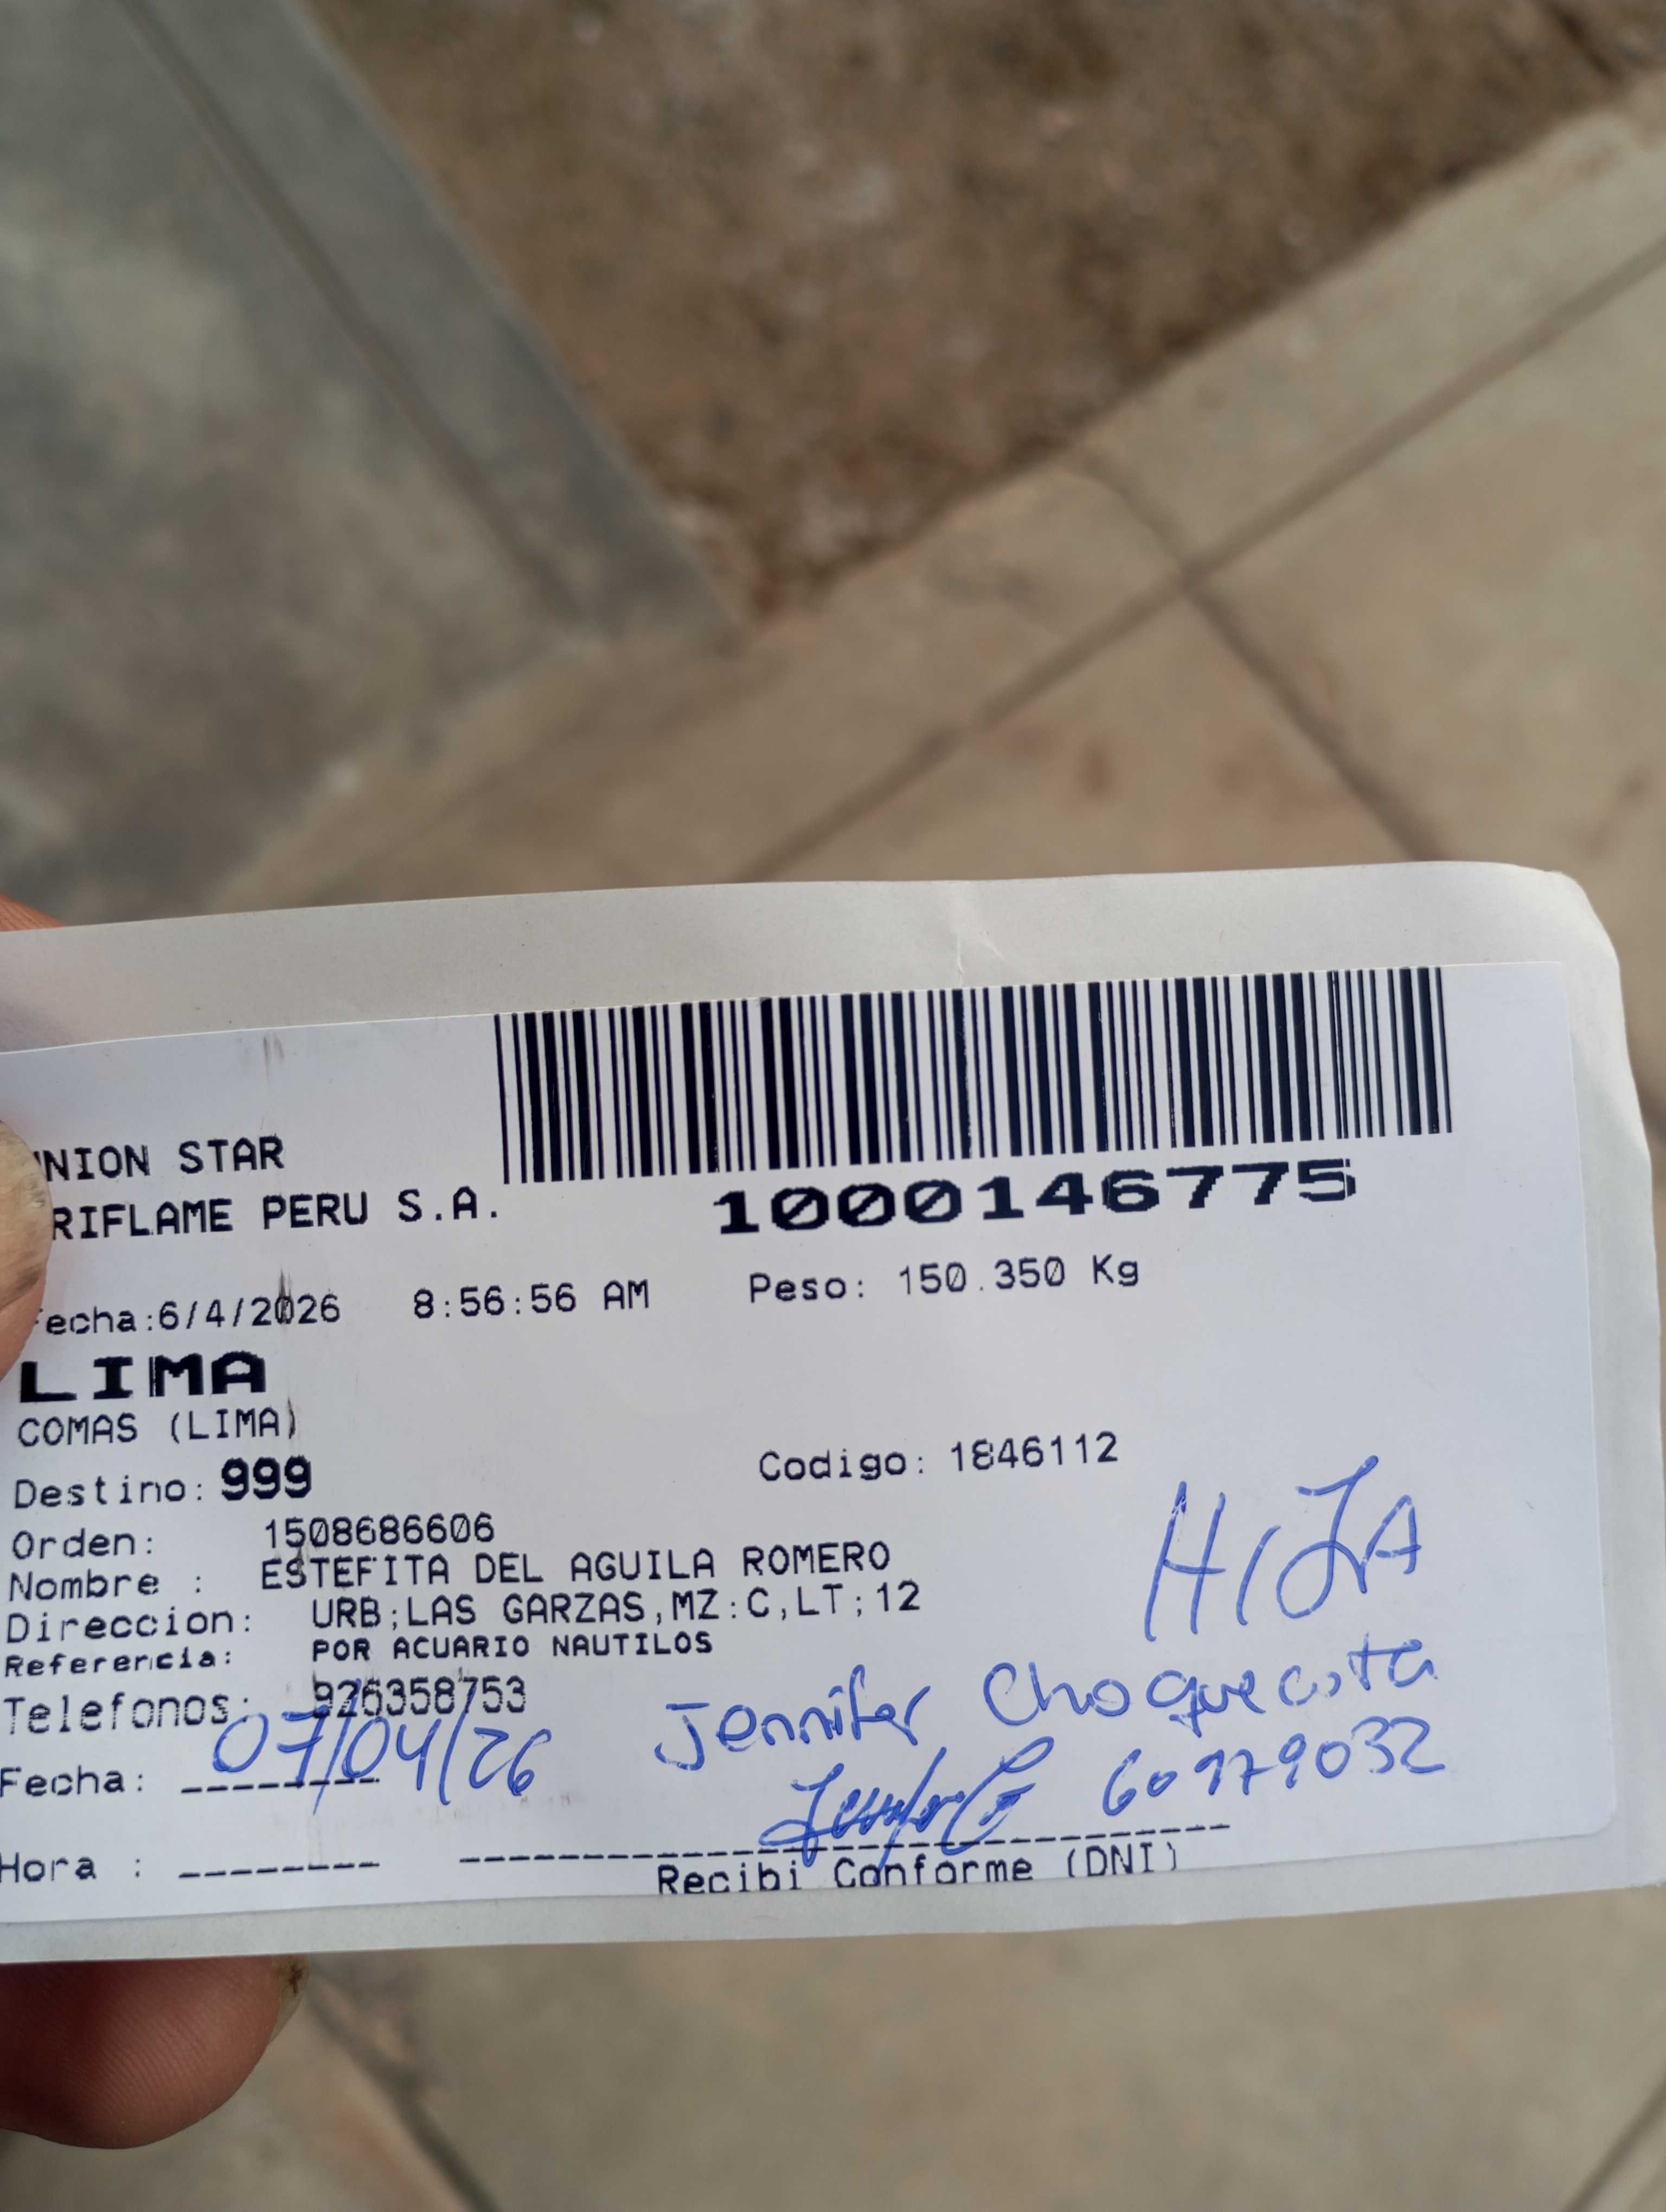 NION STAR
RIFLAME PERU S.A.
1000146775
echa:6/4/2026 8:56:56 AM Peso: 150.350 Kg
LIMA
COMAS (LIMA)
Destino: 999 Codigo: 1846112
Orden: 1508686606
Nombre : ESTEFITA DEL AGUILA ROMERO
Direccion: URB;LAS GARZAS,MZ:C,LT;12
HIJA
Referencia: POR ACUARIO NAUTILOS
Telefonos: 926358753
Jennifer Choquecota
Fecha: 07/04/26
60979032
Hora :
Recibi Conforme (DNI)